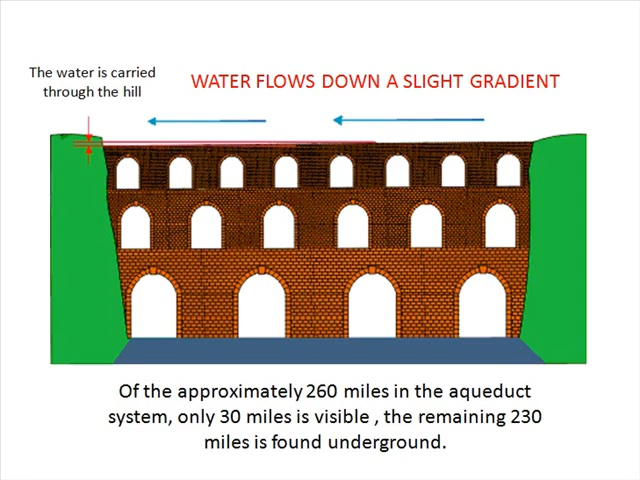 The water is carried
through the hill
WATER FLOWS DOWN A SLIGHT GRADIENT
Of the approximately 260 miles in the aqueduct
system, only 30 miles is visible , the remaining 230
miles is found underground.